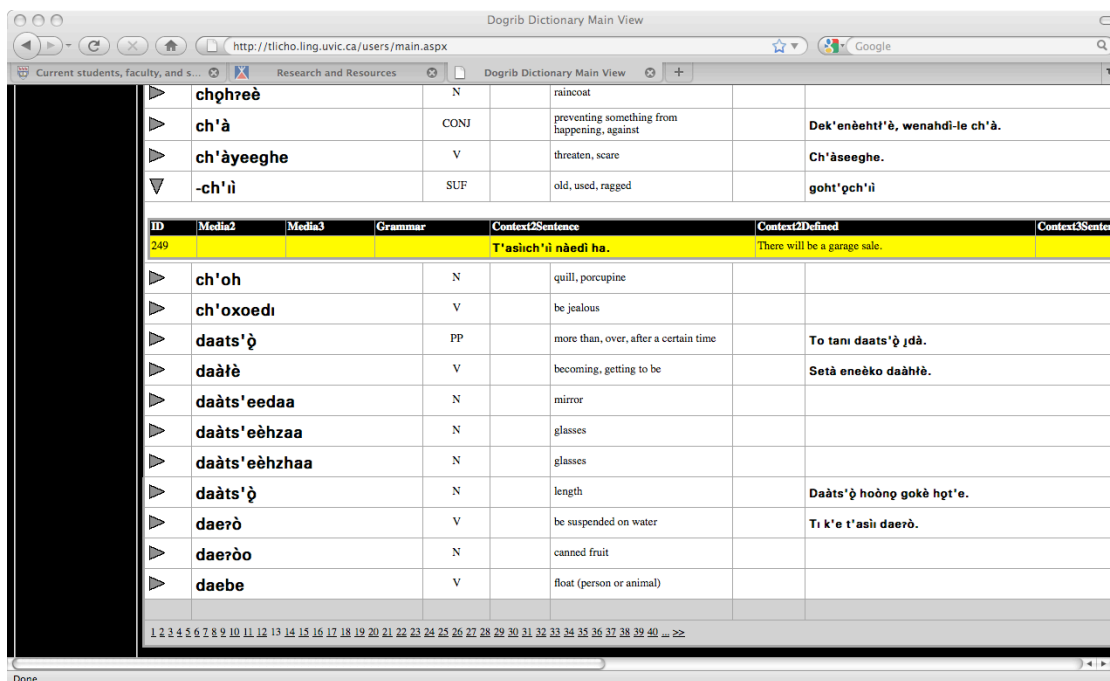 Dogrib Dictionary Main View
http://tlicho.ling.uvic.ca/users/main.aspx Google
Current students, faculty, and s... Research and Resources Dogrib Dictionary Main View
chǫhɂeè N raincoat
ch'à CONJ preventing something from happening, against Dek'enèehtł'è, wenahdì-le ch'à.
ch'àyeeghe V threaten, scare Ch'àseeghe.
-ch'ıì SUF old, used, ragged goht'ǫch'ıì
ID Media2 Media3 Grammar Context2Sentence Context2Defined Context3Senter
249 T'asìıch'ıì nàedì ha. There will be a garage sale.
ch'oh N quill, porcupine
ch'oxoedı V be jealous
daats'ǫ̀ PP more than, over, after a certain time To tanı daats'ǫ̀ ı̨dà.
daàłè V becoming, getting to be Setà eneèko daàhłè.
daàts'eedaa N mirror
daàts'eèhzaa N glasses
daàts'eèhzhaa N glasses
daàts'ǫ̀ N length Daàts'ǫ̀ hoònǫ gokè hǫt'e.
daeɂò V be suspended on water Tı k'e t'asìı daeɂò.
daeɂòo N canned fruit
daebe V float (person or animal)
1 2 3 4 5 6 7 8 9 10 11 12 13 14 15 16 17 18 19 20 21 22 23 24 25 26 27 28 29 30 31 32 33 34 35 36 37 38 39 40 ... >>
Done